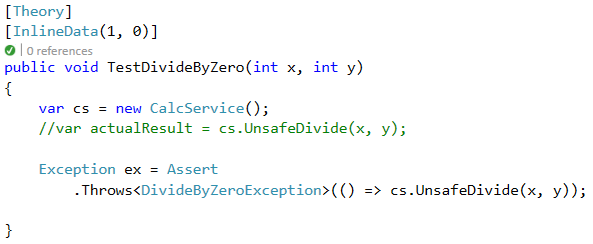 [Theory]
[InlineData(1, 0)]
| 0 references
public void TestDivideByZero(int x, int y)
{
    var cs = new CalcService();
    //var actualResult = cs.UnsafeDivide(x, y);
    Exception ex = Assert
        .Throws<DivideByZeroException>(() => cs.UnsafeDivide(x, y));
}